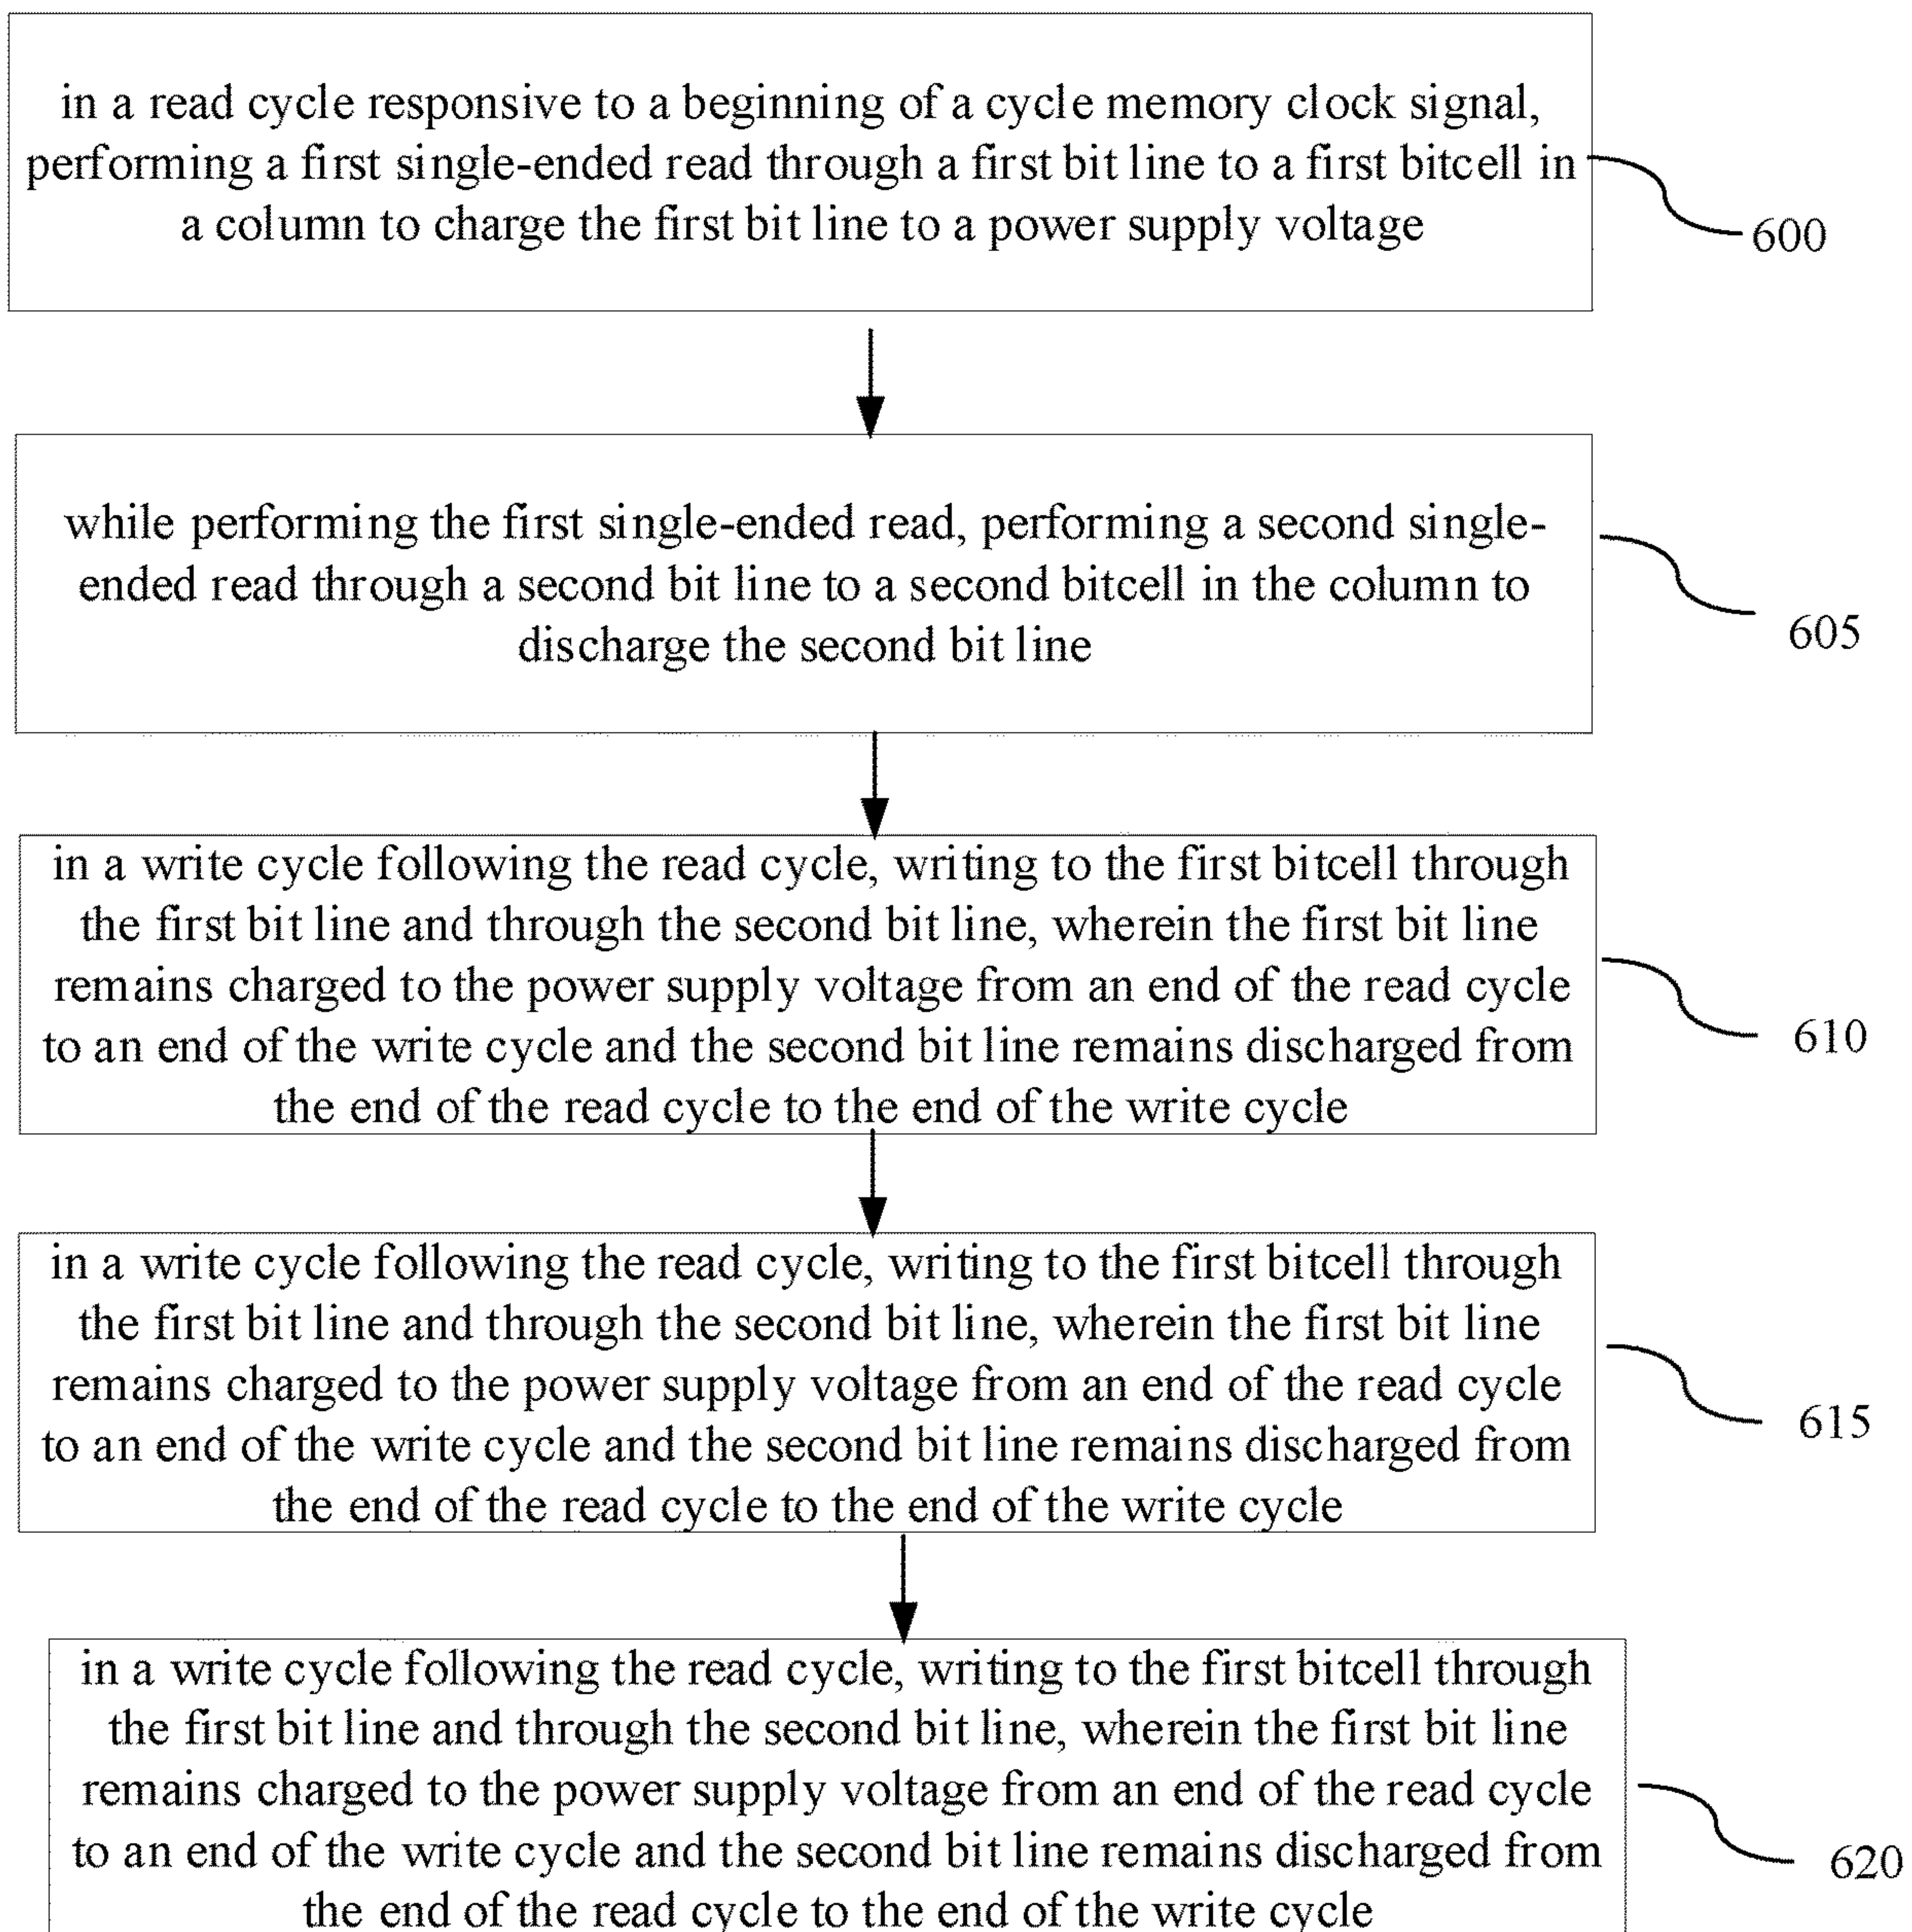 in a read cycle responsive to a beginning of a cycle memory clock signal,
performing a first single-ended read through a first bit line to a first bitcell in
a column to charge the first bit line to a power supply voltage
600
while performing the first single-ended read, performing a second single-
ended read through a second bit line to a second bitcell in the column to
discharge the second bit line
605
in a write cycle following the read cycle, writing to the first bitcell through
the first bit line and through the second bit line, wherein the first bit line
remains charged to the power supply voltage from an end of the read cycle
to an end of the write cycle and the second bit line remains discharged from
the end of the read cycle to the end of the write cycle
610
in a write cycle following the read cycle, writing to the first bitcell through
the first bit line and through the second bit line, wherein the first bit line
remains charged to the power supply voltage from an end of the read cycle
to an end of the write cycle and the second bit line remains discharged from
the end of the read cycle to the end of the write cycle
615
in a write cycle following the read cycle, writing to the first bitcell through
the first bit line and through the second bit line, wherein the first bit line
remains charged to the power supply voltage from an end of the read cycle
to an end of the write cycle and the second bit line remains discharged from
the end of the read cycle to the end of the write cycle
620